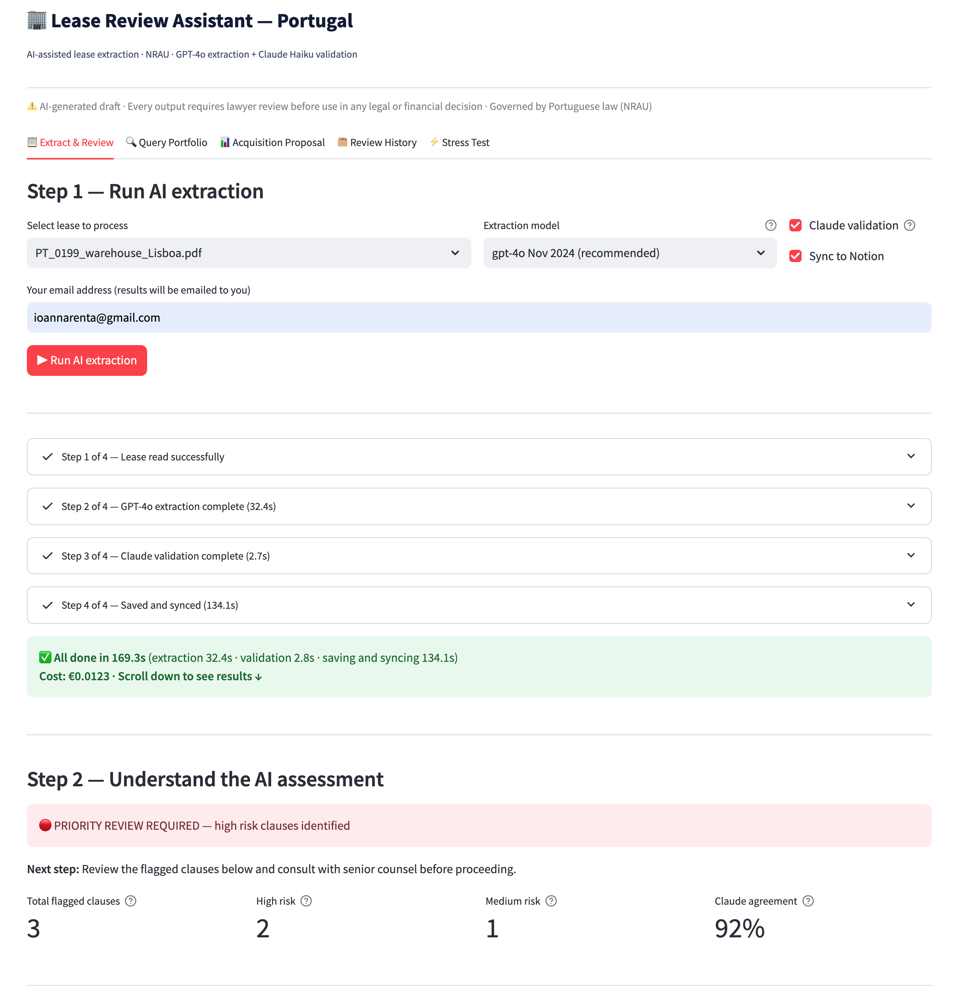 🏢 Lease Review Assistant — Portugal
AI-assisted lease extraction · NRAU · GPT-4o extraction + Claude Haiku validation
⚠️ AI-generated draft · Every output requires lawyer review before use in any legal or financial decision · Governed by Portuguese law (NRAU)
📋 Extract & Review 🔍 Query Portfolio 📊 Acquisition Proposal 🗂️ Review History ⚡ Stress Test
Step 1 — Run AI extraction
Select lease to process
PT_0199_warehouse_Lisboa.pdf
Extraction model
gpt-4o Nov 2024 (recommended)
Claude validation
Sync to Notion
Your email address (results will be emailed to you)
ioannarenta@gmail.com
▶ Run AI extraction
Step 1 of 4 — Lease read successfully
Step 2 of 4 — GPT-4o extraction complete (32.4s)
Step 3 of 4 — Claude validation complete (2.7s)
Step 4 of 4 — Saved and synced (134.1s)
✅ All done in 169.3s (extraction 32.4s · validation 2.8s · saving and syncing 134.1s)
Cost: €0.0123 · Scroll down to see results ↓
Step 2 — Understand the AI assessment
🔴 PRIORITY REVIEW REQUIRED — high risk clauses identified
Next step: Review the flagged clauses below and consult with senior counsel before proceeding.
Total flagged clauses
3
High risk
2
Medium risk
1
Claude agreement
92%